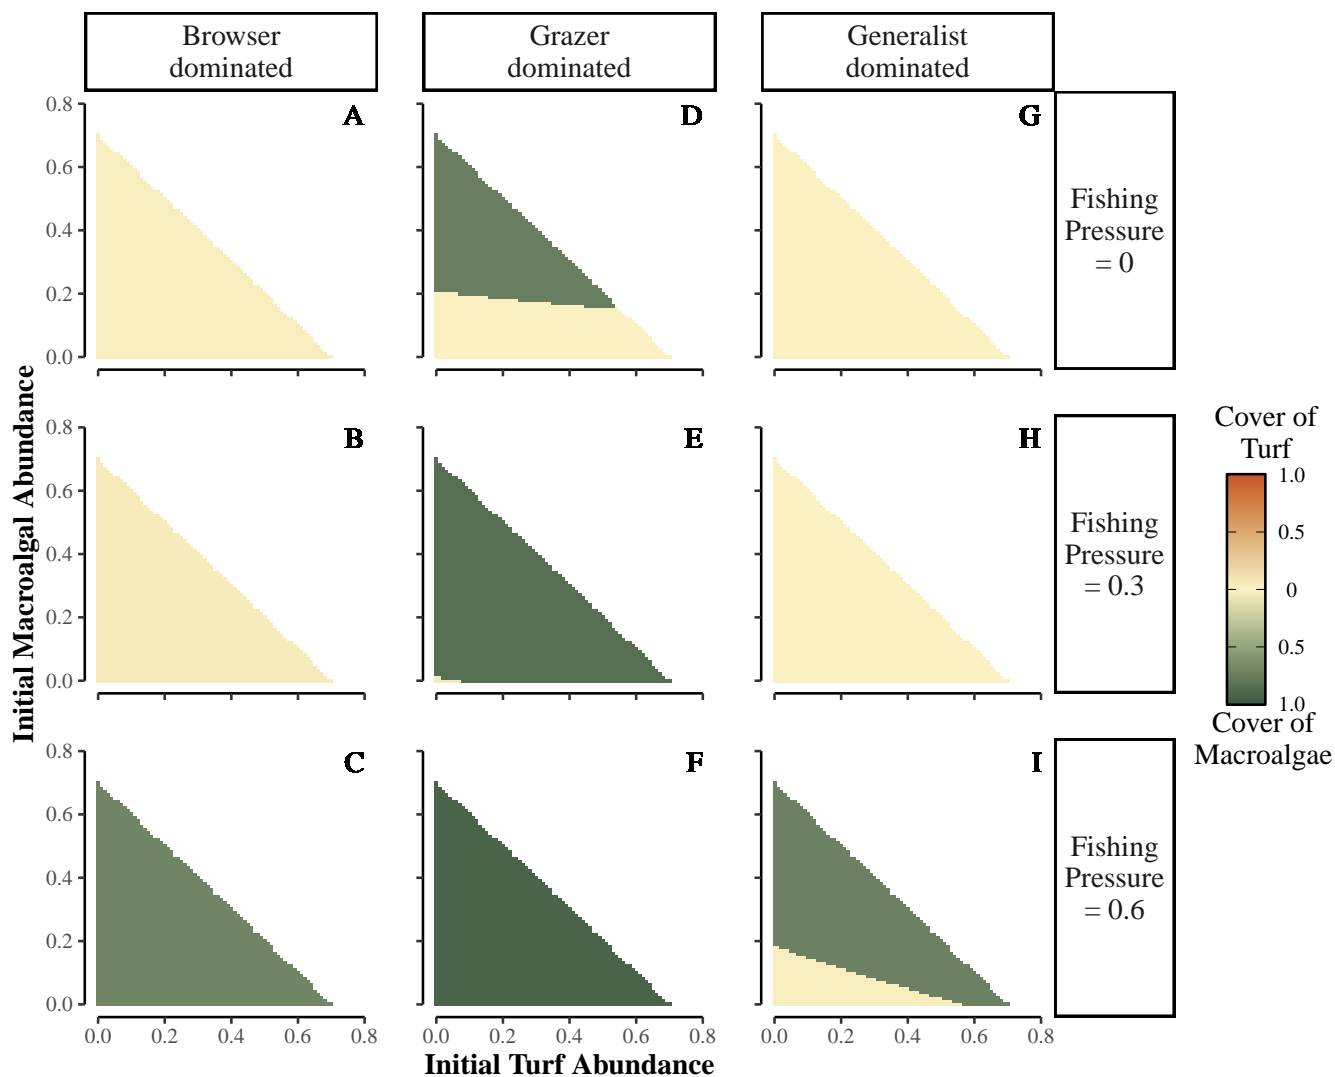 Browser
dominated
Grazer
dominated
Generalist
dominated
A
D
G
0.8
0.6
0.4
0.2
0.0
Fishing
Pressure
= 0
B
E
H
0.8
0.6
0.4
0.2
0.0
Fishing
Pressure
= 0.3
C
F
I
0.8
0.6
0.4
0.2
0.0
Fishing
Pressure
= 0.6
0.0 0.2 0.4 0.6 0.8
0.0 0.2 0.4 0.6 0.8
0.0 0.2 0.4 0.6 0.8
Initial Macroalgal Abundance
Initial Turf Abundance
Cover of
Turf
1.0
0.5
0
0.5
1.0
Cover of
Macroalgae